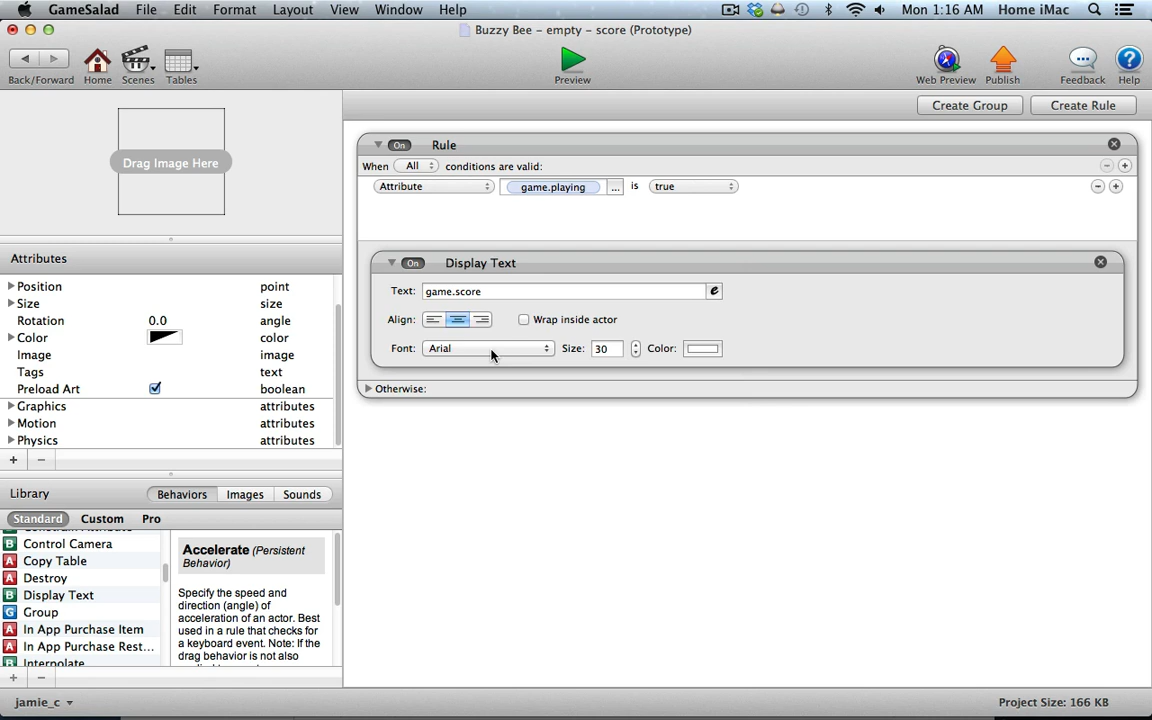 GameSalad File Edit Format Layout View Window Help Mon 1:16 AM Home iMac
Buzzy Bee – empty – score (Prototype)
Back/Forward Home Scenes Tables Preview Web Preview Publish Feedback Help
Create Group Create Rule
Drag Image Here
On Rule
When All conditions are valid:
Attribute game.playing ... is true
On Display Text
Text: game.score e
Align: Wrap inside actor
Font: Arial Size: 30 Color:
Otherwise:
Attributes
Position point
Size size
Rotation 0.0 angle
Color color
Image image
Tags text
Preload Art boolean
Graphics attributes
Motion attributes
Physics attributes
Library Behaviors Images Sounds
Standard Custom Pro
B Control Camera
A Copy Table
A Destroy
B Display Text
G Group
A In App Purchase Item
A In App Purchase Rest...
B Interpolate
Accelerate (Persistent
Behavior)
Specify the speed and
direction (angle) of
acceleration of an actor. Best
used in a rule that checks for
a keyboard event. Note: If the
drag behavior is not also
jamie_c Project Size: 166 KB